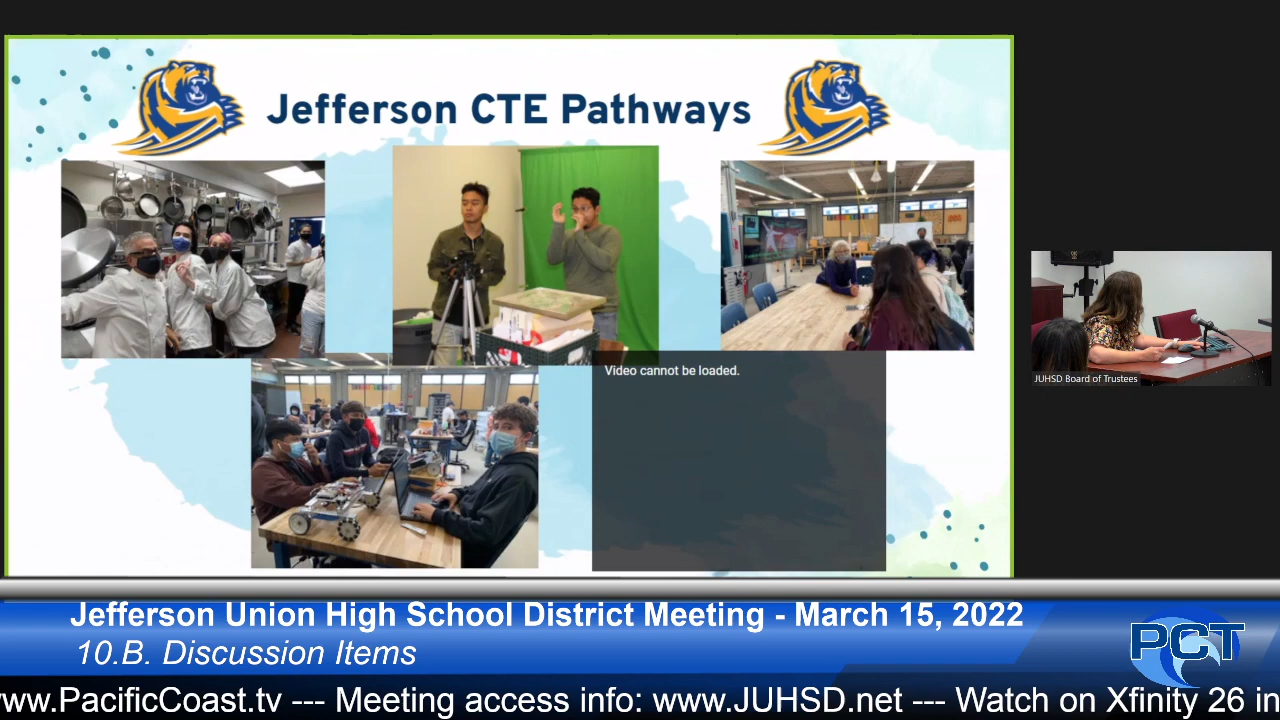 Jefferson CTE Pathways
Video cannot be loaded.
JUHSD Board of Trustees
Jefferson Union High School District Meeting - March 15, 2022
10.B. Discussion Items
PCT
www.PacificCoast.tv --- Meeting access info: www.JUHSD.net --- Watch on Xfinity 26 in